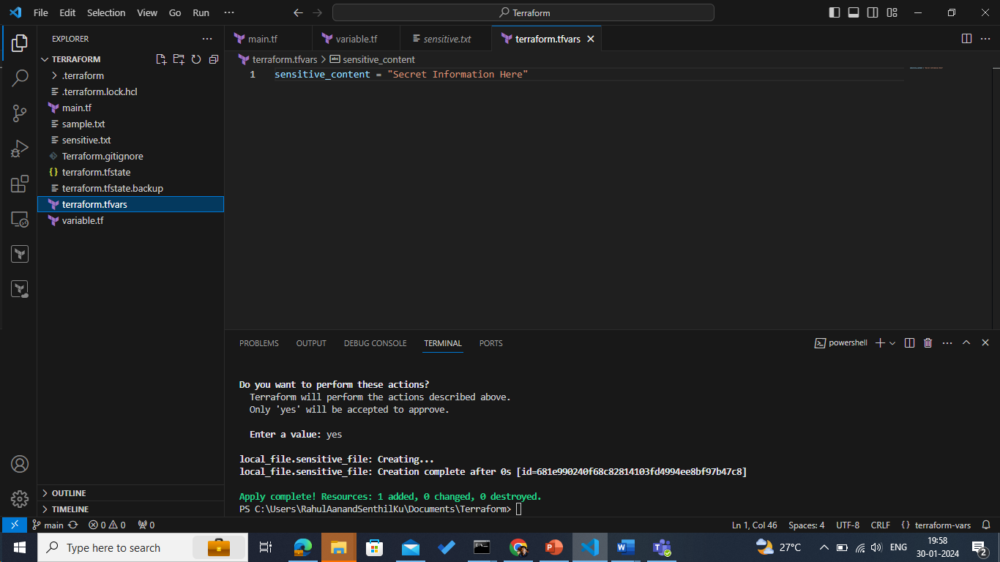 File Edit Selection View Go Run ··· Terraform
EXPLORER ···
TERRAFORM
.terraform
.terraform.lock.hcl
main.tf
sample.txt
sensitive.txt
Terraform.gitignore
terraform.tfstate
terraform.tfstate.backup
terraform.tfvars
variable.tf
OUTLINE
TIMELINE
main.tf variable.tf sensitive.txt terraform.tfvars
terraform.tfvars > sensitive_content
1 sensitive_content = "Secret Information Here"
PROBLEMS OUTPUT DEBUG CONSOLE TERMINAL PORTS powershell
Do you want to perform these actions?
Terraform will perform the actions described above.
Only 'yes' will be accepted to approve.
Enter a value: yes
local_file.sensitive_file: Creating...
local_file.sensitive_file: Creation complete after 0s [id=681e990240f68c82814103fd4994ee8bf97b47c8]
Apply complete! Resources: 1 added, 0 changed, 0 destroyed.
PS C:\Users\RahulAanandSenthilKu\Documents\Terraform>
main 0 0 0 Ln 1, Col 46 Spaces: 4 UTF-8 CRLF {} terraform-vars
Type here to search 27°C ENG 19:58
30-01-2024 2